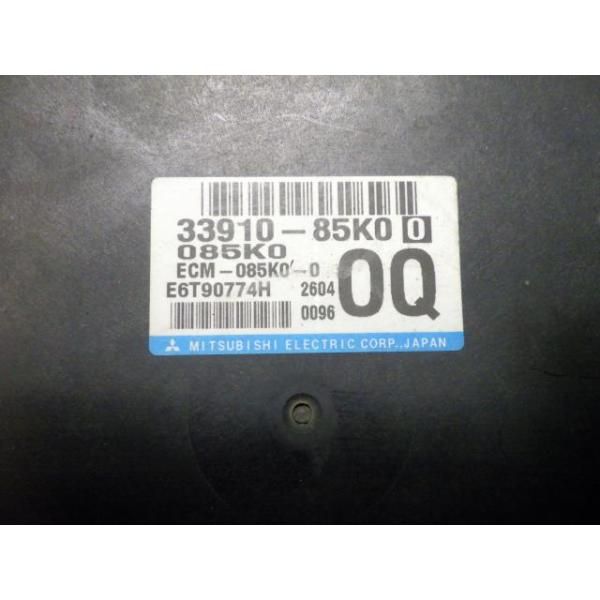 33910-85K0 0
085K0
ECM-085K0'-0
E6T90774H 2604
0096
0Q
MITSUBISHI ELECTRIC CORP., JAPAN